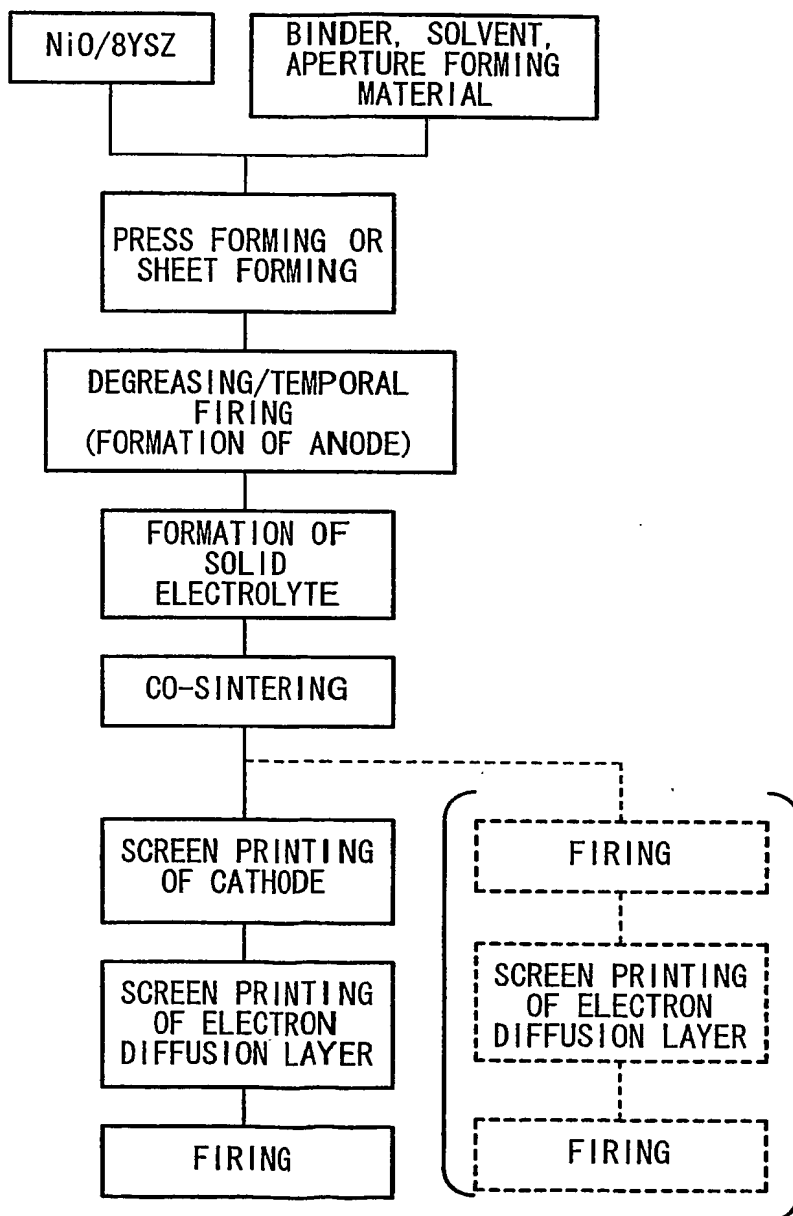 NiO/8YSZ
BINDER, SOLVENT,
APERTURE FORMING
MATERIAL
PRESS FORMING OR
SHEET FORMING
DEGREASING/TEMPORAL
FIRING
(FORMATION OF ANODE)
FORMATION OF
SOLID
ELECTROLYTE
CO-SINTERING
SCREEN PRINTING
OF CATHODE
SCREEN PRINTING
OF ELECTRON
DIFFUSION LAYER
FIRING
FIRING
SCREEN PRINTING
OF ELECTRON
DIFFUSION LAYER
FIRING